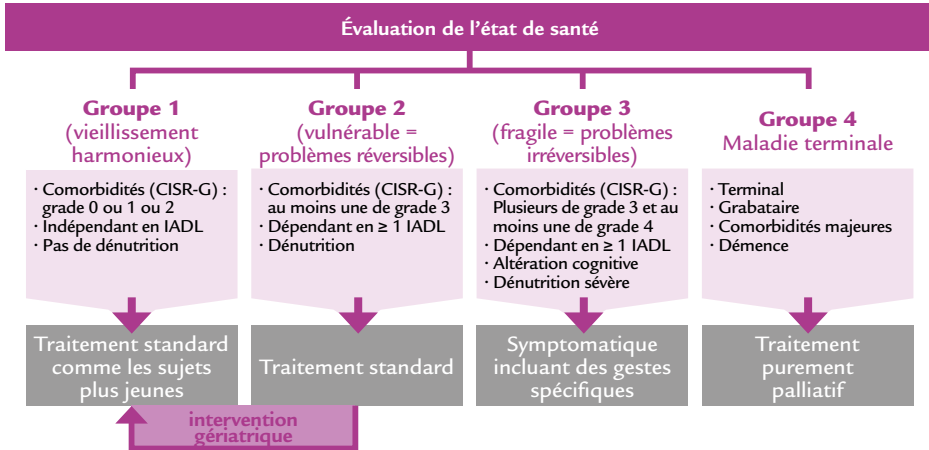 Évaluation de l'état de santé
Groupe 1
(vieillissement
harmonieux)
· Comorbidités (CISR-G) :
grade 0 ou 1 ou 2
· Indépendant en IADL
· Pas de dénutrition
Traitement standard
comme les sujets
plus jeunes
Groupe 2
(vulnérable =
problèmes réversibles)
· Comorbidités (CISR-G) :
au moins une de grade 3
· Dépendant en ≥ 1 IADL
· Dénutrition
Traitement standard
intervention
gériatrique
Groupe 3
(fragile = problèmes
irréversibles)
· Comorbidités (CISR-G) :
Plusieurs de grade 3 et au
moins une de grade 4
· Dépendant en ≥ 1 IADL
· Altération cognitive
· Dénutrition sévère
Symptomatique
incluant des gestes
spécifiques
Groupe 4
Maladie terminale
· Terminal
· Grabataire
· Comorbidités majeures
· Démence
Traitement
purement
palliatif